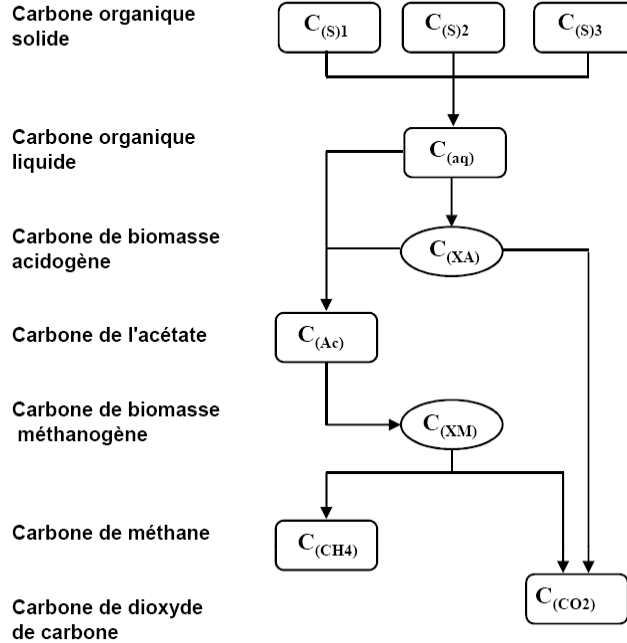 Carbone organique
solide
C(S)1
C(S)2
C(S)3
Carbone organique
liquide
C(aq)
Carbone de biomasse
acidogène
C(XA)
Carbone de l'acétate
C(Ac)
Carbone de biomasse
méthanogène
C(XM)
Carbone de méthane
C(CH4)
Carbone de dioxyde
de carbone
C(CO2)